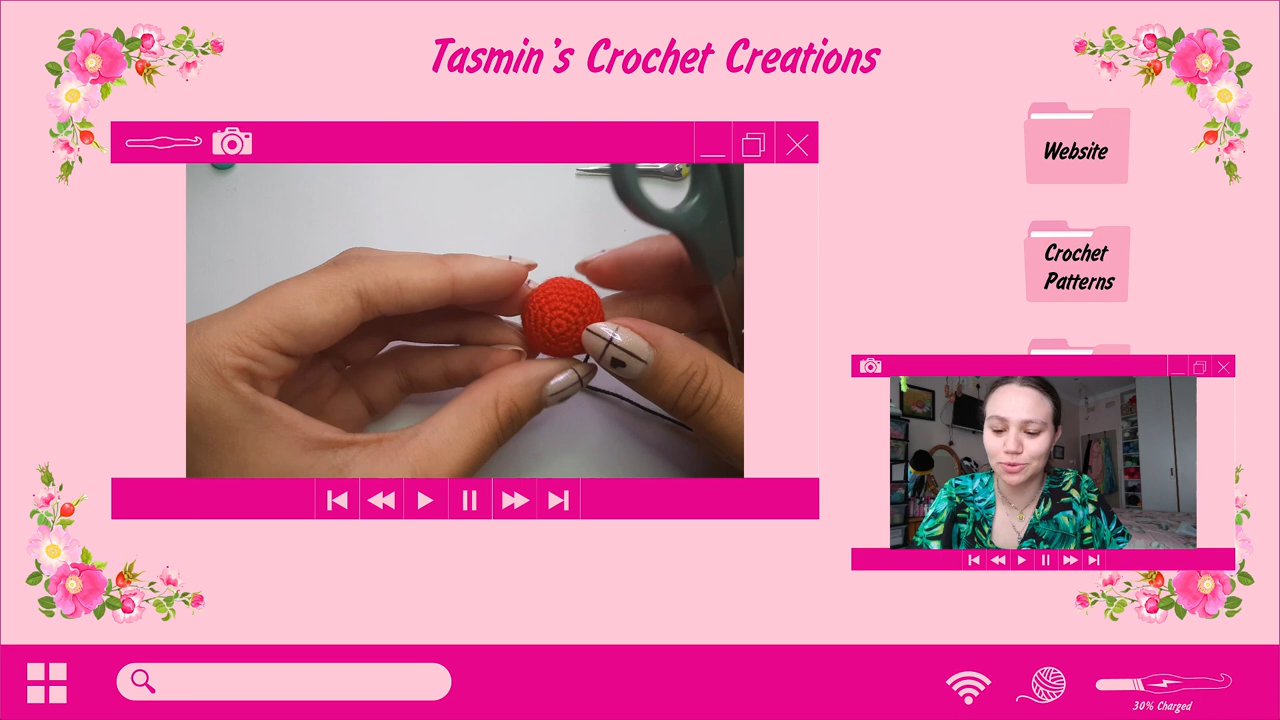 Tasmin's Crochet Creations
Website
Crochet
Patterns
30% Charged